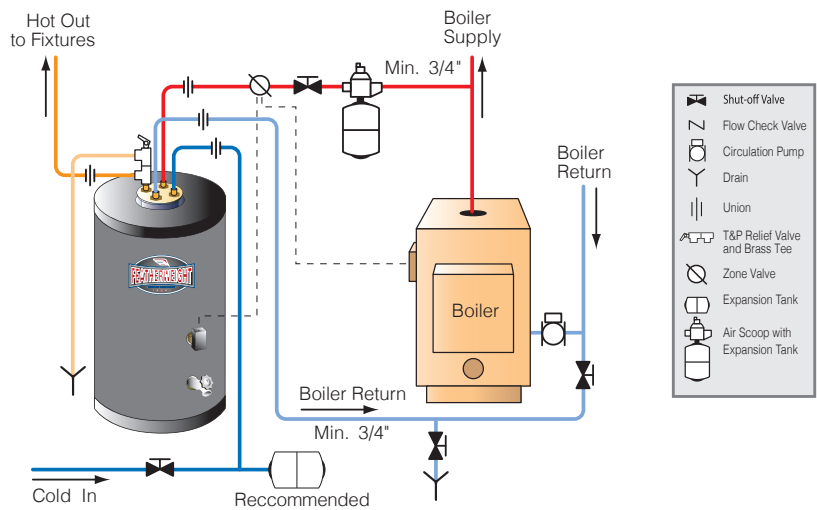 Hot Out
to Fixtures
Boiler
Supply
Min. 3/4"
Boiler
Return
FEATHERWEIGHT
Boiler
Boiler Return
Min. 3/4"
Cold In
Reccommended
Shut-off Valve
Flow Check Valve
Circulation Pump
Drain
Union
T&P Relief Valve
and Brass Tee
Zone Valve
Expansion Tank
Air Scoop with
Expansion Tank